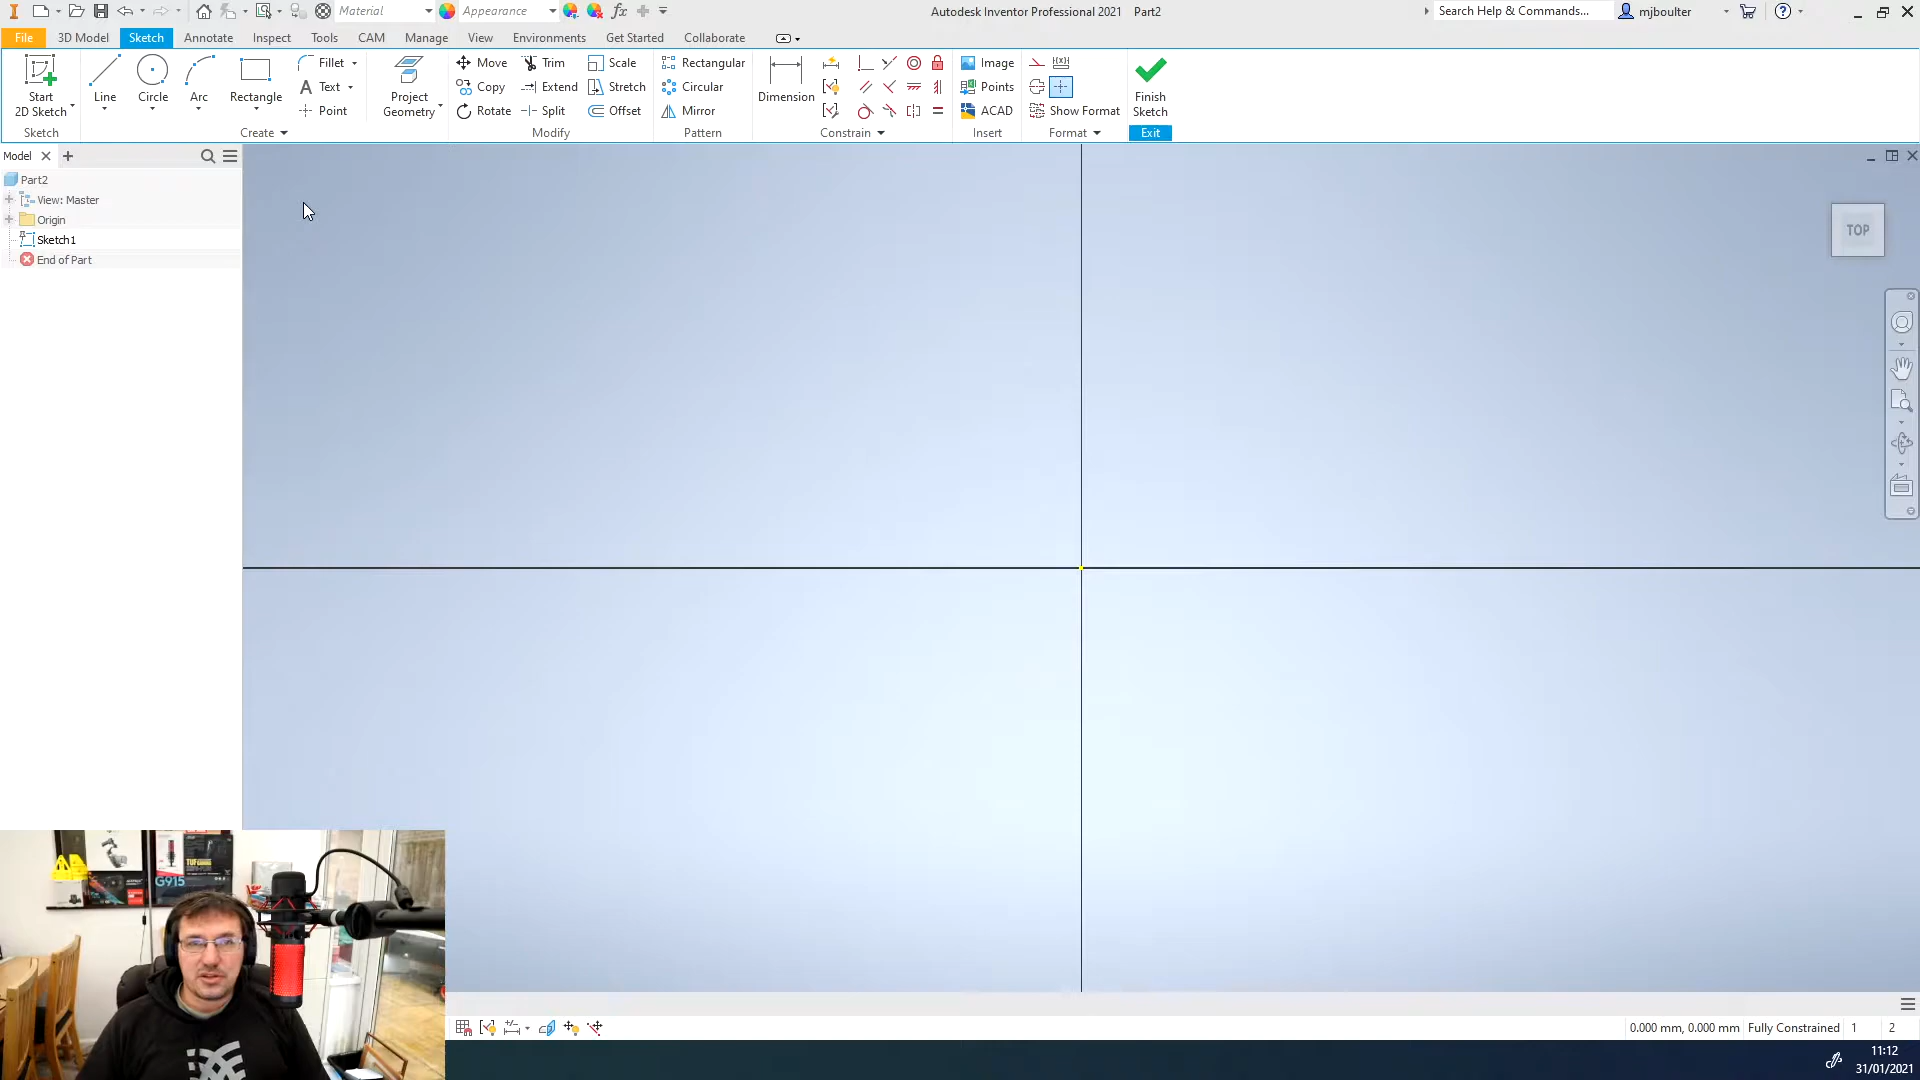 Material
Appearance
fx
Autodesk Inventor Professional 2021 Part2
Search Help & Commands...
mjboulter
File
3D Model
Sketch
Annotate
Inspect
Tools
CAM
Manage
View
Environments
Get Started
Collaborate
Start
2D Sketch
Line
Circle
Arc
Rectangle
Fillet
A Text
Point
Project
Geometry
Move
Copy
Rotate
Trim
Extend
Split
Scale
Stretch
Offset
Rectangular
Circular
Mirror
Dimension
Image
Points
ACAD
Show Format
Finish
Sketch
Sketch
Create
Modify
Pattern
Constrain
Insert
Format
Exit
Model
Part2
View: Master
Origin
Sketch1
End of Part
TOP
TUF
G915
0.000 mm, 0.000 mm Fully Constrained 1 2
11:12
31/01/2021